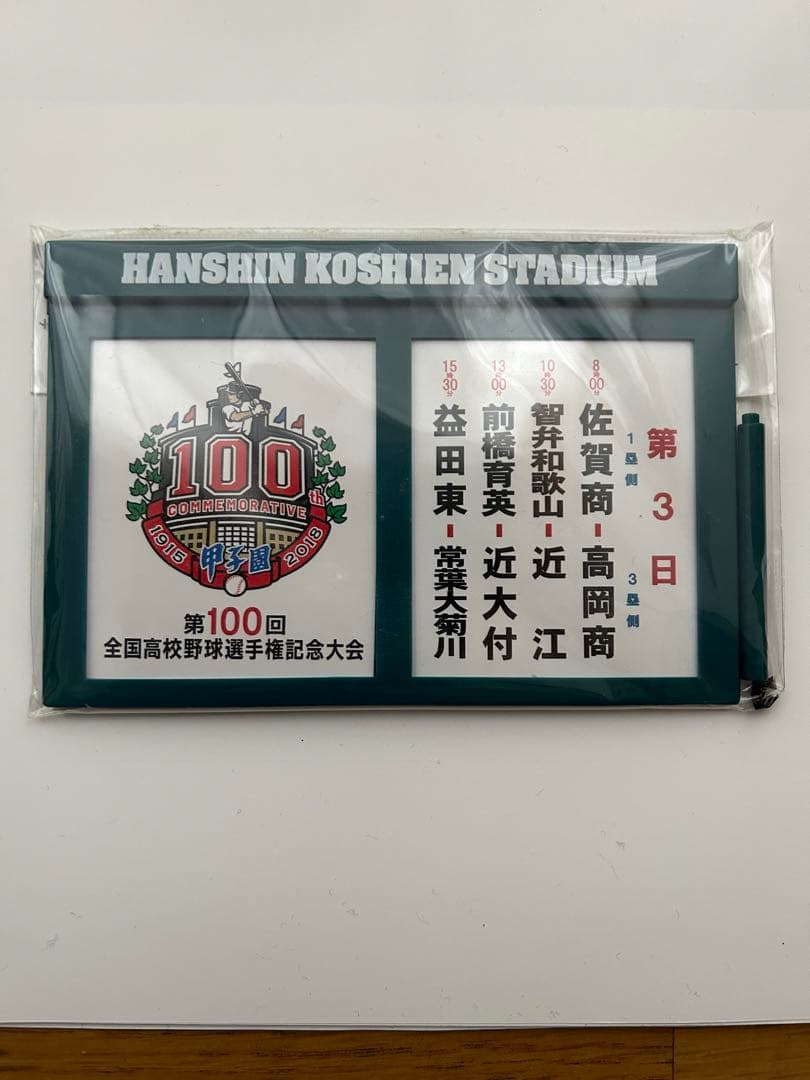 HANSHIN KOSHIEN STADIUM
100th
COMMEMORATIVE
1915 甲子園 2018
第100回
全国高校野球選手権記念大会
第3日
1塁側 3塁側
8時00分 佐賀商-高岡商
10時30分 智弁和歌山-近江
13時00分 前橋育英-近大付
15時30分 益田東-常葉大菊川